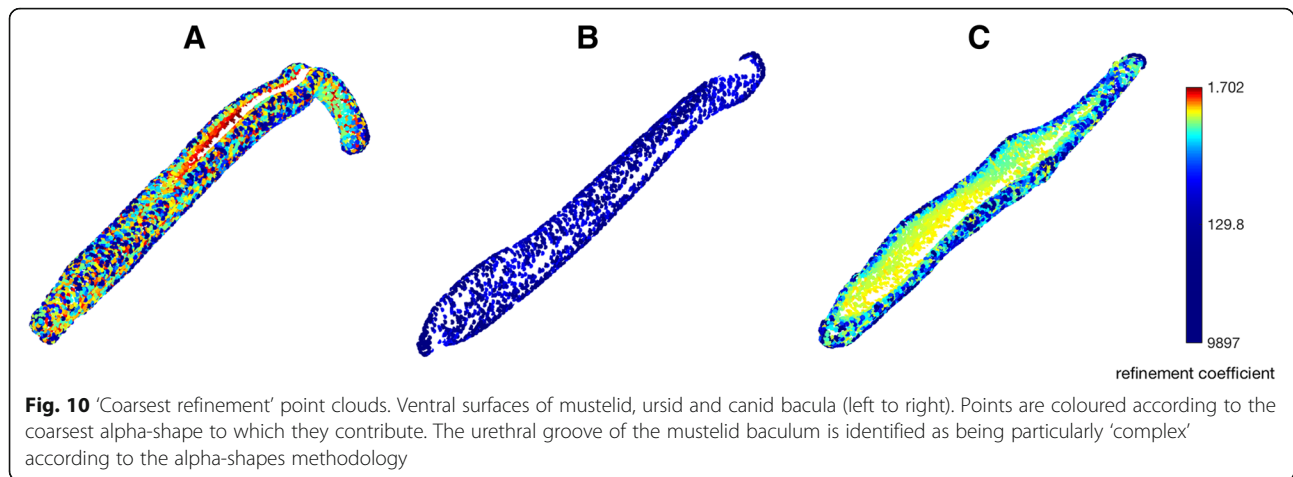 A
B
C
1.702
129.8
9897
refinement coefficient
Fig. 10 'Coarsest refinement' point clouds. Ventral surfaces of mustelid, ursid and canid bacula (left to right). Points are coloured according to the
coarsest alpha-shape to which they contribute. The urethral groove of the mustelid baculum is identified as being particularly 'complex'
according to the alpha-shapes methodology